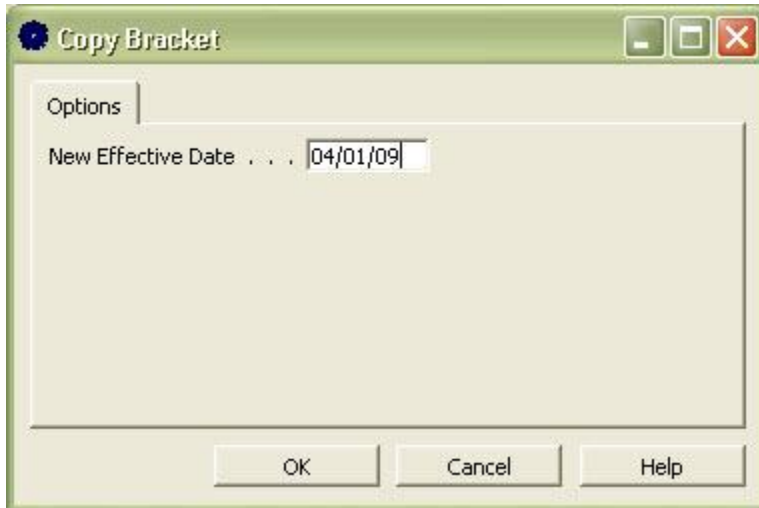 Copy Bracket
Options
New Effective Date . . . 04/01/09
OK Cancel Help